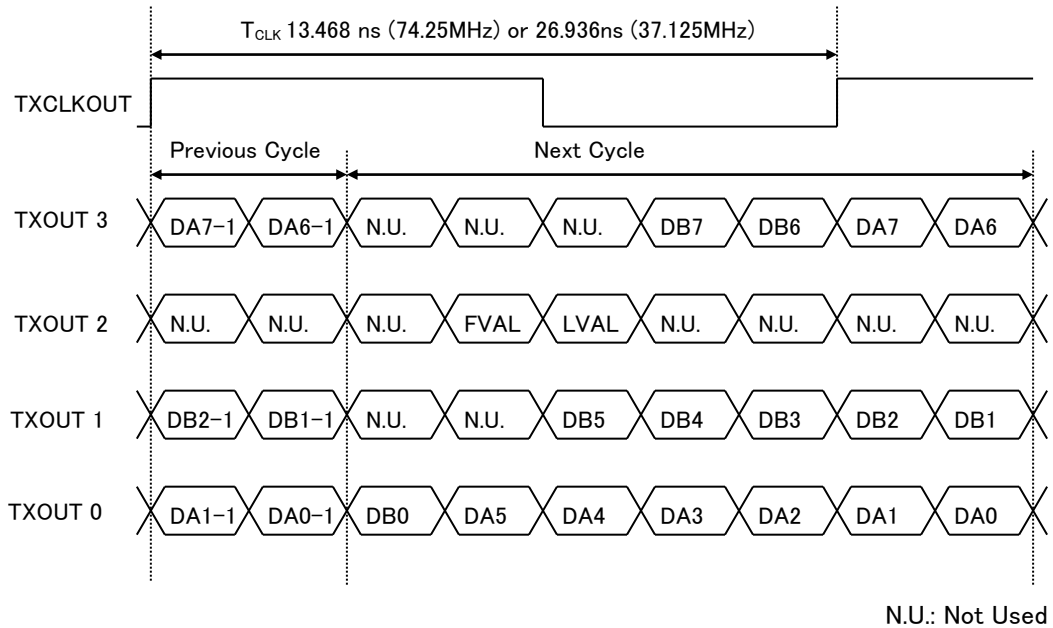 TCLK 13.468 ns (74.25MHz) or 26.936ns (37.125MHz)
TXCLKOUT
Previous Cycle Next Cycle
TXOUT 3 DA7-1 DA6-1 N.U. N.U. N.U. DB7 DB6 DA7 DA6
TXOUT 2 N.U. N.U. N.U. FVAL LVAL N.U. N.U. N.U. N.U.
TXOUT 1 DB2-1 DB1-1 N.U. N.U. DB5 DB4 DB3 DB2 DB1
TXOUT 0 DA1-1 DA0-1 DB0 DA5 DA4 DA3 DA2 DA1 DA0
N.U.: Not Used